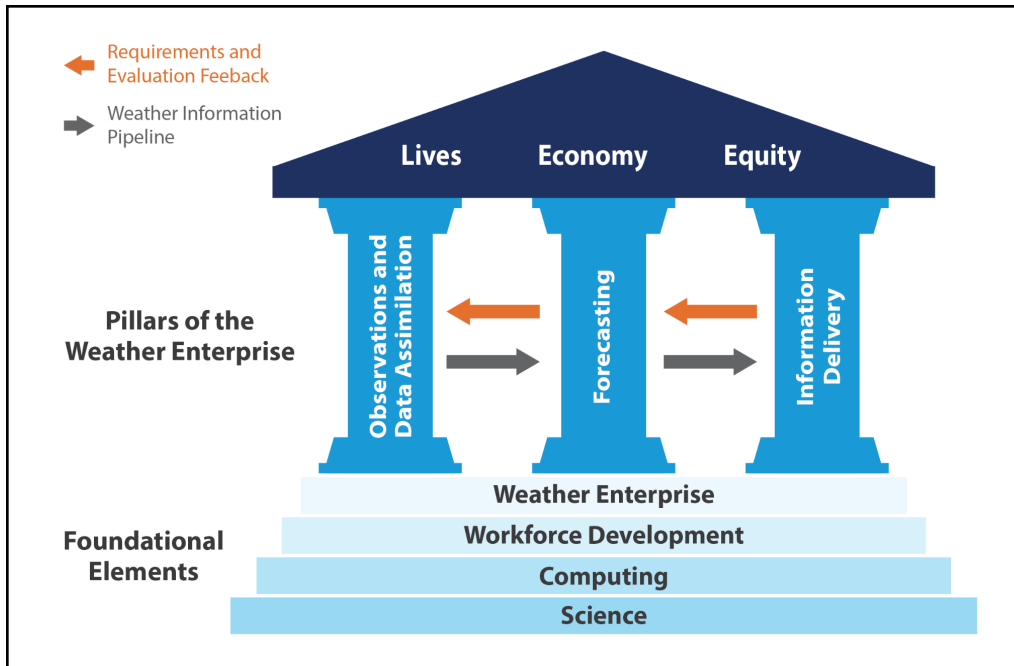 Requirements and
Evaluation Feeback
Weather Information
Pipeline
Lives Economy Equity
Pillars of the
Weather Enterprise
Observations and
Data Assimilation
Forecasting
Information
Delivery
Foundational
Elements
Weather Enterprise
Workforce Development
Computing
Science